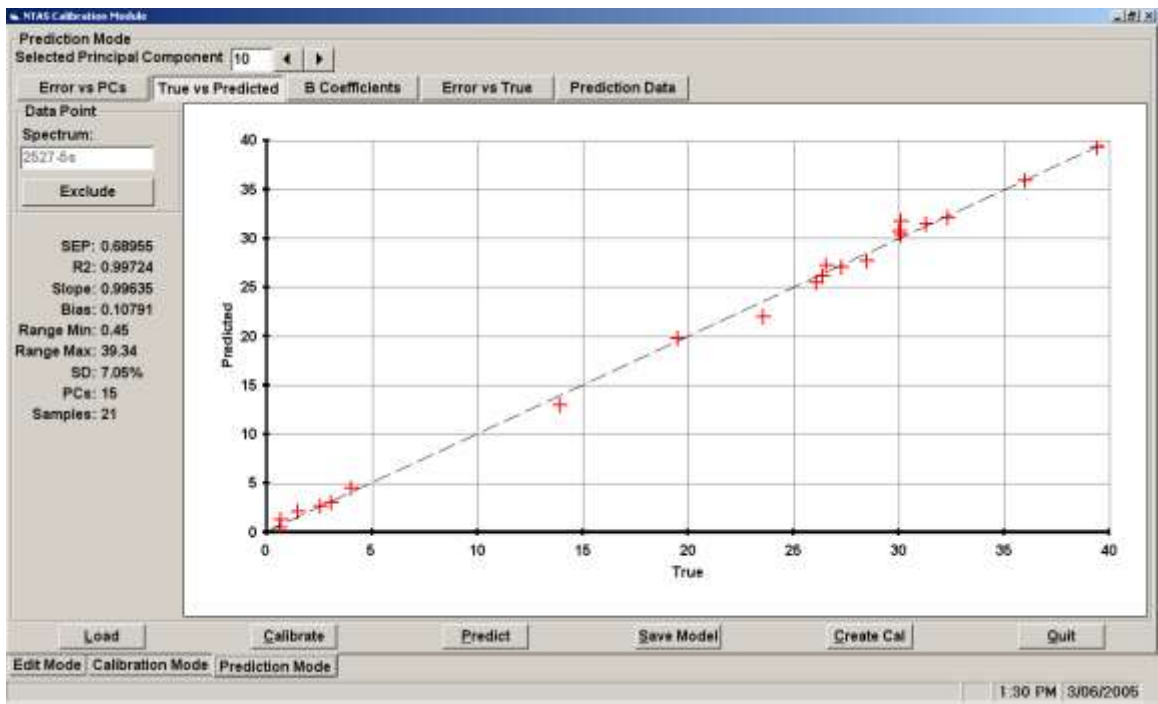 NTAS Calibration Module
Prediction Mode
Selected Principal Component 10
Error vs PCs True vs Predicted B Coefficients Error vs True Prediction Data
Data Point
Spectrum:
2527-5s
Exclude
SEP: 0.68955
R2: 0.99724
Slope: 0.99635
Bias: 0.10791
Range Min: 0.45
Range Max: 39.34
SD: 7.05%
PCs: 15
Samples: 21
40
35
30
25
20
15
10
5
0
Predicted
0 5 10 15 20 25 30 35 40
True
Load Calibrate Predict Save Model Create Cal Quit
Edit Mode Calibration Mode Prediction Mode
1:30 PM 3/06/2005